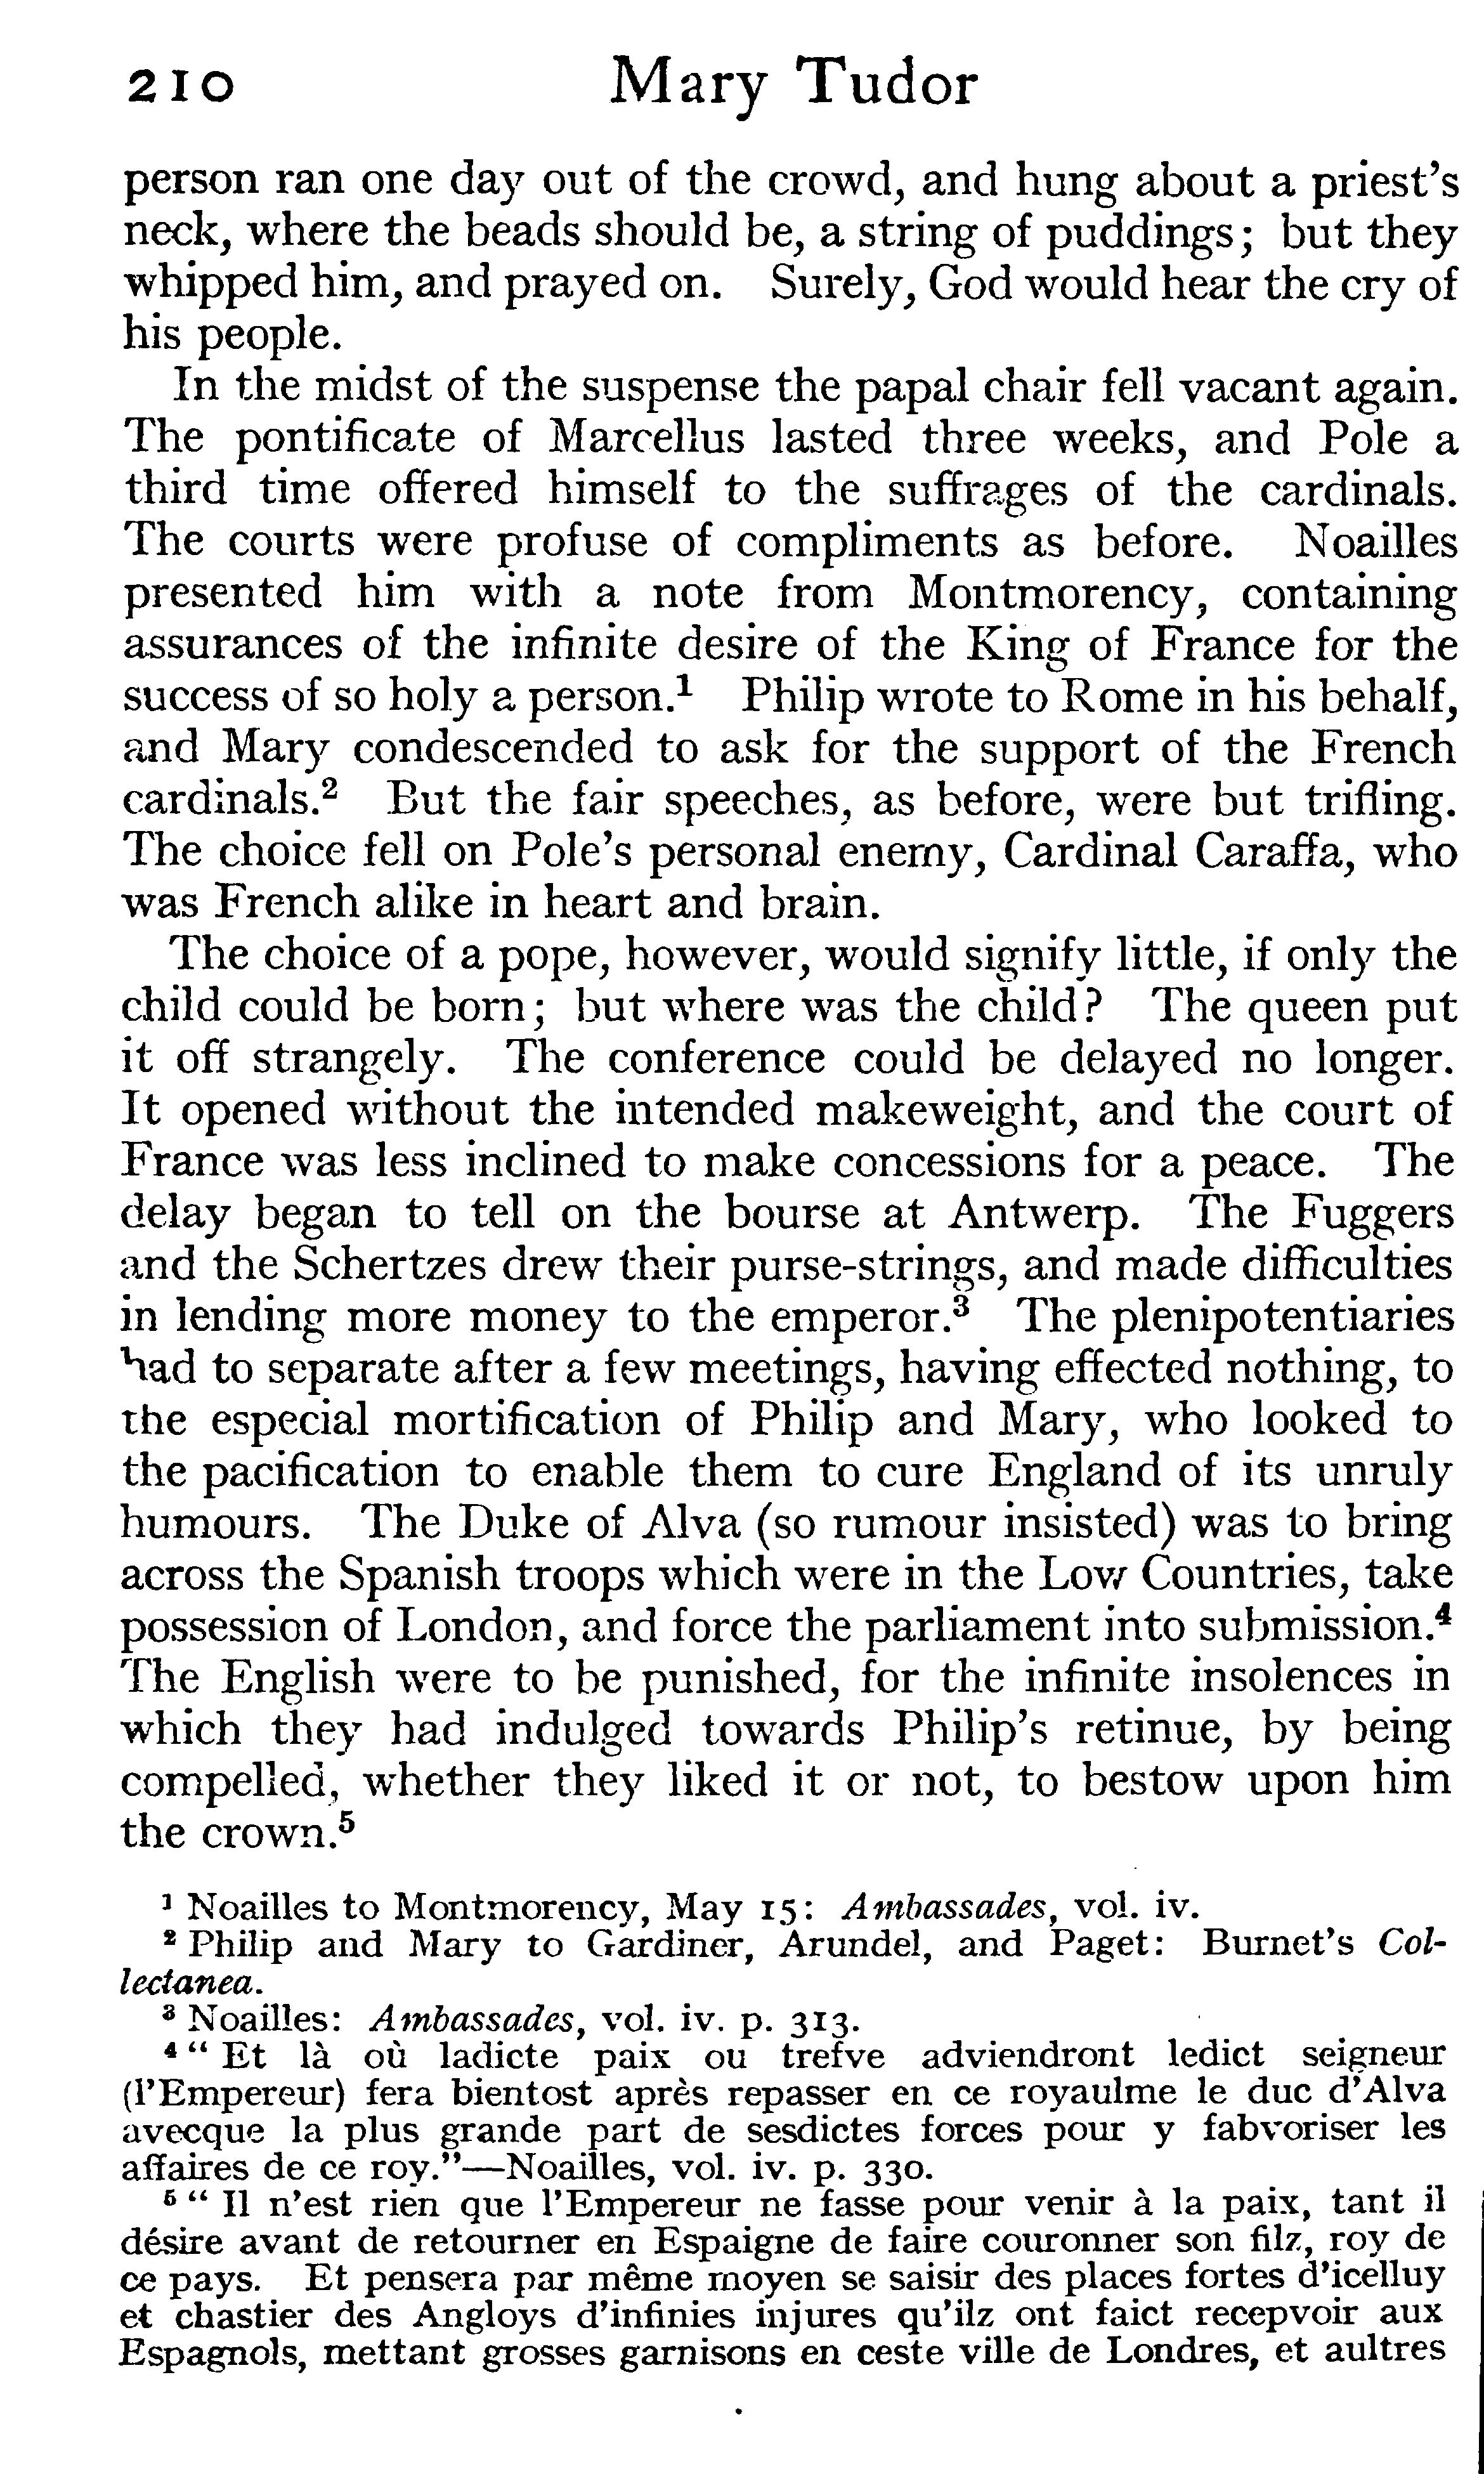 210 Mary Tudor
person ran one day out of the crowd, and hung about a priest's
neck, where the beads should be, a string of puddings; but they
whipped him, and prayed on. Surely, God would hear the cry of
his people.
In the midst of the suspense the papal chair fell vacant again.
The pontificate of Marcellus lasted three weeks, and Pole a
third time offered himself to the suffrages of the cardinals.
The courts were profuse of compliments as before. Noailles
presented him with a note from Montmorency, containing
assurances of the infinite desire of the King of France for the
success of so holy a person.¹ Philip wrote to Rome in his behalf,
and Mary condescended to ask for the support of the French
cardinals.² But the fair speeches, as before, were but trifling.
The choice fell on Pole's personal enemy, Cardinal Caraffa, who
was French alike in heart and brain.
The choice of a pope, however, would signify little, if only the
child could be born; but where was the child? The queen put
it off strangely. The conference could be delayed no longer.
It opened without the intended makeweight, and the court of
France was less inclined to make concessions for a peace. The
delay began to tell on the bourse at Antwerp. The Fuggers
and the Schertzes drew their purse-strings, and made difficulties
in lending more money to the emperor.³ The plenipotentiaries
had to separate after a few meetings, having effected nothing, to
the especial mortification of Philip and Mary, who looked to
the pacification to enable them to cure England of its unruly
humours. The Duke of Alva (so rumour insisted) was to bring
across the Spanish troops which were in the Low Countries, take
possession of London, and force the parliament into submission.⁴
The English were to be punished, for the infinite insolences in
which they had indulged towards Philip's retinue, by being
compelled, whether they liked it or not, to bestow upon him
the crown.⁵
¹ Noailles to Montmorency, May 15: Ambassades, vol. iv.
² Philip and Mary to Gardiner, Arundel, and Paget: Burnet's Col-
lectanea.
³ Noailles: Ambassades, vol. iv. p. 313.
⁴ "Et là où ladicte paix ou trefve adviendront ledict seigneur
(l'Empereur) fera bientost après repasser en ce royaulme le duc d'Alva
avecque la plus grande part de sesdictes forces pour y fabvoriser les
affaires de ce roy."—Noailles, vol. iv. p. 330.
⁵ "Il n'est rien que l'Empereur ne fasse pour venir à la paix, tant il
désire avant de retourner en Espaigne de faire couronner son filz, roy de
ce pays. Et pensera par même moyen se saisir des places fortes d'icelluy
et chastier des Angloys d'infinies injures qu'ilz ont faict recepvoir aux
Espagnols, mettant grosses garnisons en ceste ville de Londres, et aultres